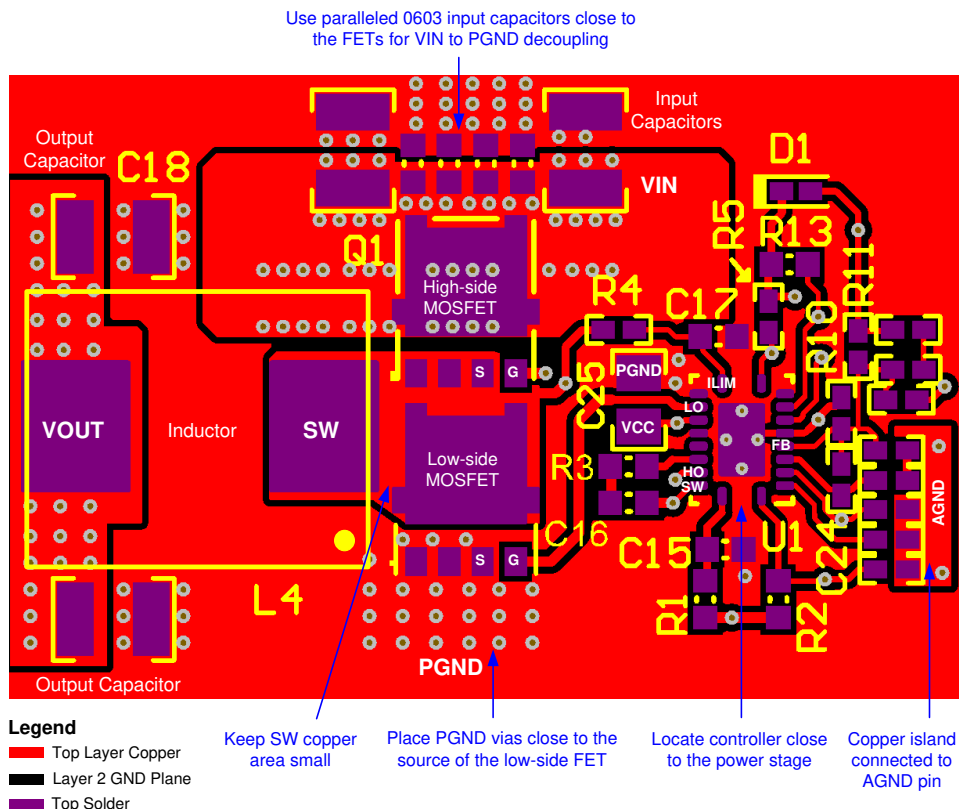 Use paralleled 0603 input capacitors close to
the FETs for VIN to PGND decoupling
Output
Capacitor
C18
Input
Capacitors
VIN
D1
R5
R13
R11
R10
Q1
High-side
MOSFET
R4
C17
S
G
PGND
C25
ILIM
LO
VCC
FB
HO
SW
R3
VOUT
Inductor
SW
Low-side
MOSFET
AGND
S
G
C16
C15
U1
C24
R1
R2
L4
PGND
Output Capacitor
Legend
Top Layer Copper
Layer 2 GND Plane
Top Solder
Keep SW copper
area small
Place PGND vias close to the
source of the low-side FET
Locate controller close
to the power stage
Copper island
connected to
AGND pin